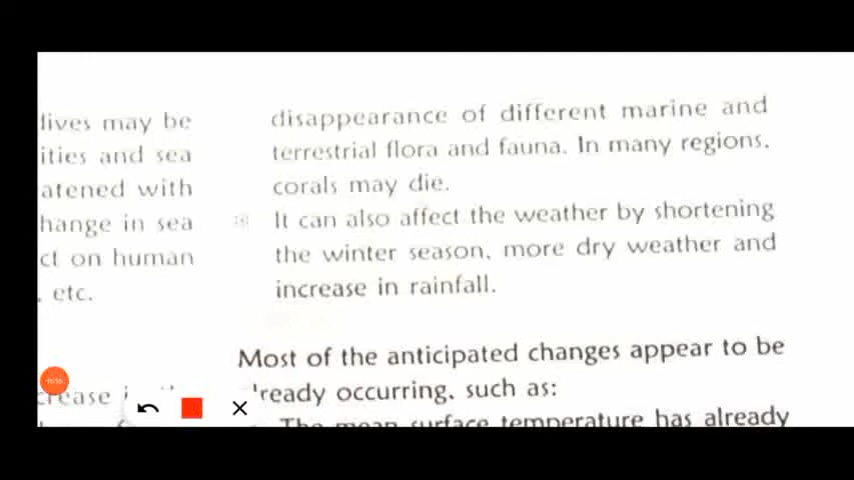 lives may be
ities and sea
atened with
hange in sea
ct on human
. etc.
crease
disappearance of different marine and
terrestrial flora and fauna. In many regions,
corals may die.
It can also affect the weather by shortening
the winter season, more dry weather and
increase in rainfall.
Most of the anticipated changes appear to be
already occurring, such as:
The mean surface temperature has already